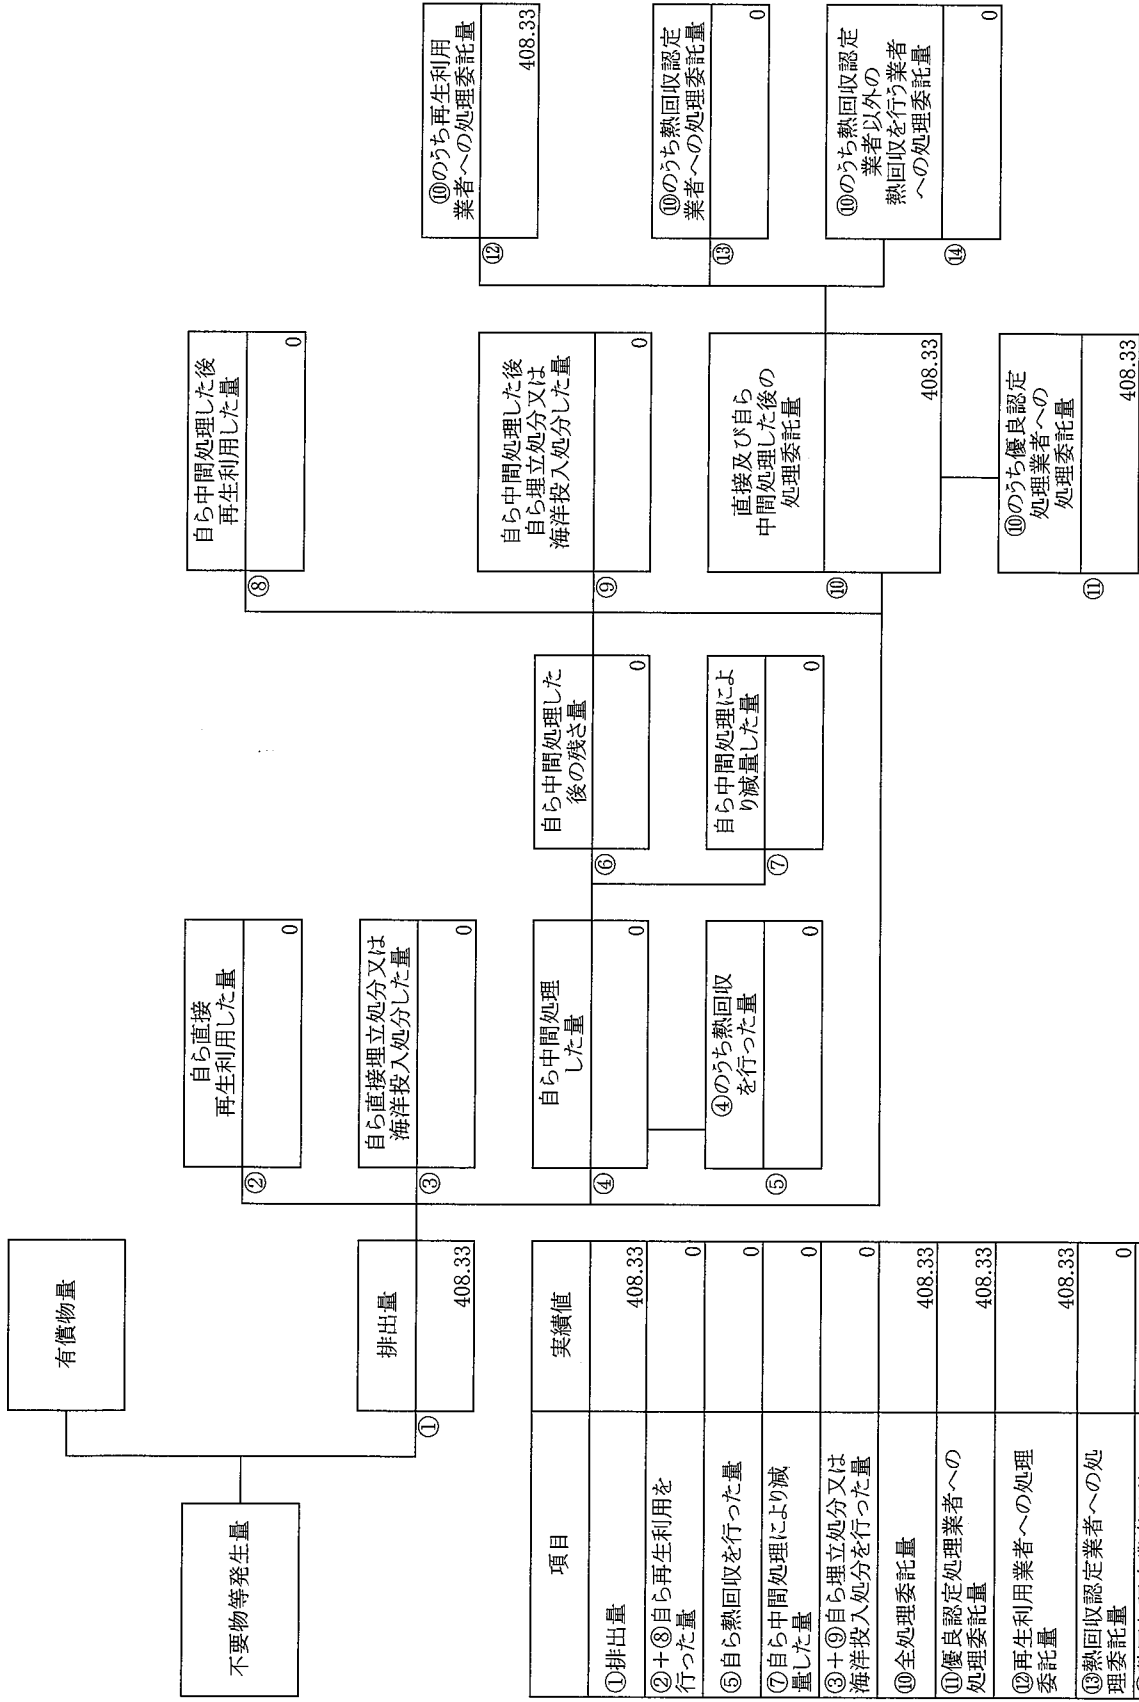 不要物等発生量
有償物量
排出量
①
408.33
自ら直接
再生利用した量
②
0
自ら直接埋立処分又は
海洋投入処分した量
③
0
自ら中間処理
した量
④
0
④のうち熱回収
を行った量
⑤
0
自ら中間処理した
後の残さ量
⑥
0
自ら中間処理によ
り減量した量
⑦
0
自ら中間処理した後
再生利用した量
⑧
0
自ら中間処理した後
自ら埋立処分又は
海洋投入処分した量
⑨
0
直接及び自ら
中間処理した後の
処理委託量
⑩
408.33
⑩のうち優良認定
処理業者への
処理委託量
⑪
408.33
⑩のうち再生利用
業者への処理委託量
⑫
408.33
⑩のうち熱回収認定
業者への処理委託量
⑬
0
⑩のうち熱回収認定
業者以外の
熱回収を行う業者
への処理委託量
⑭
0
項目 実績値
①排出量 408.33
②+⑧自ら再生利用を
行った量 0
⑤自ら熱回収を行った量 0
⑦自ら中間処理により減
量した量 0
③+⑨自ら埋立処分又は
海洋投入処分を行った量 0
⑩全処理委託量 408.33
⑪優良認定処理業者への
処理委託量 408.33
⑫再生利用業者への処理
委託量 408.33
⑬熱回収認定業者への処
理委託量 0